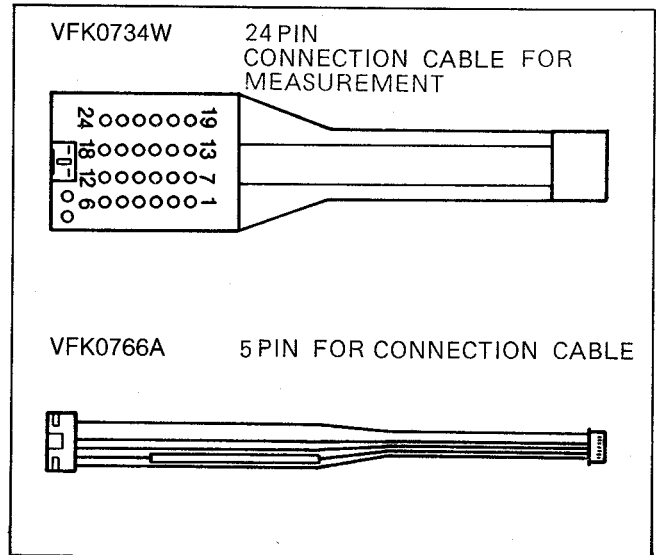 VFK0734W 24 PIN
CONNECTION CABLE FOR
MEASUREMENT
24 19
18 13
12 7
6 1
VFK0766A 5 PIN FOR CONNECTION CABLE